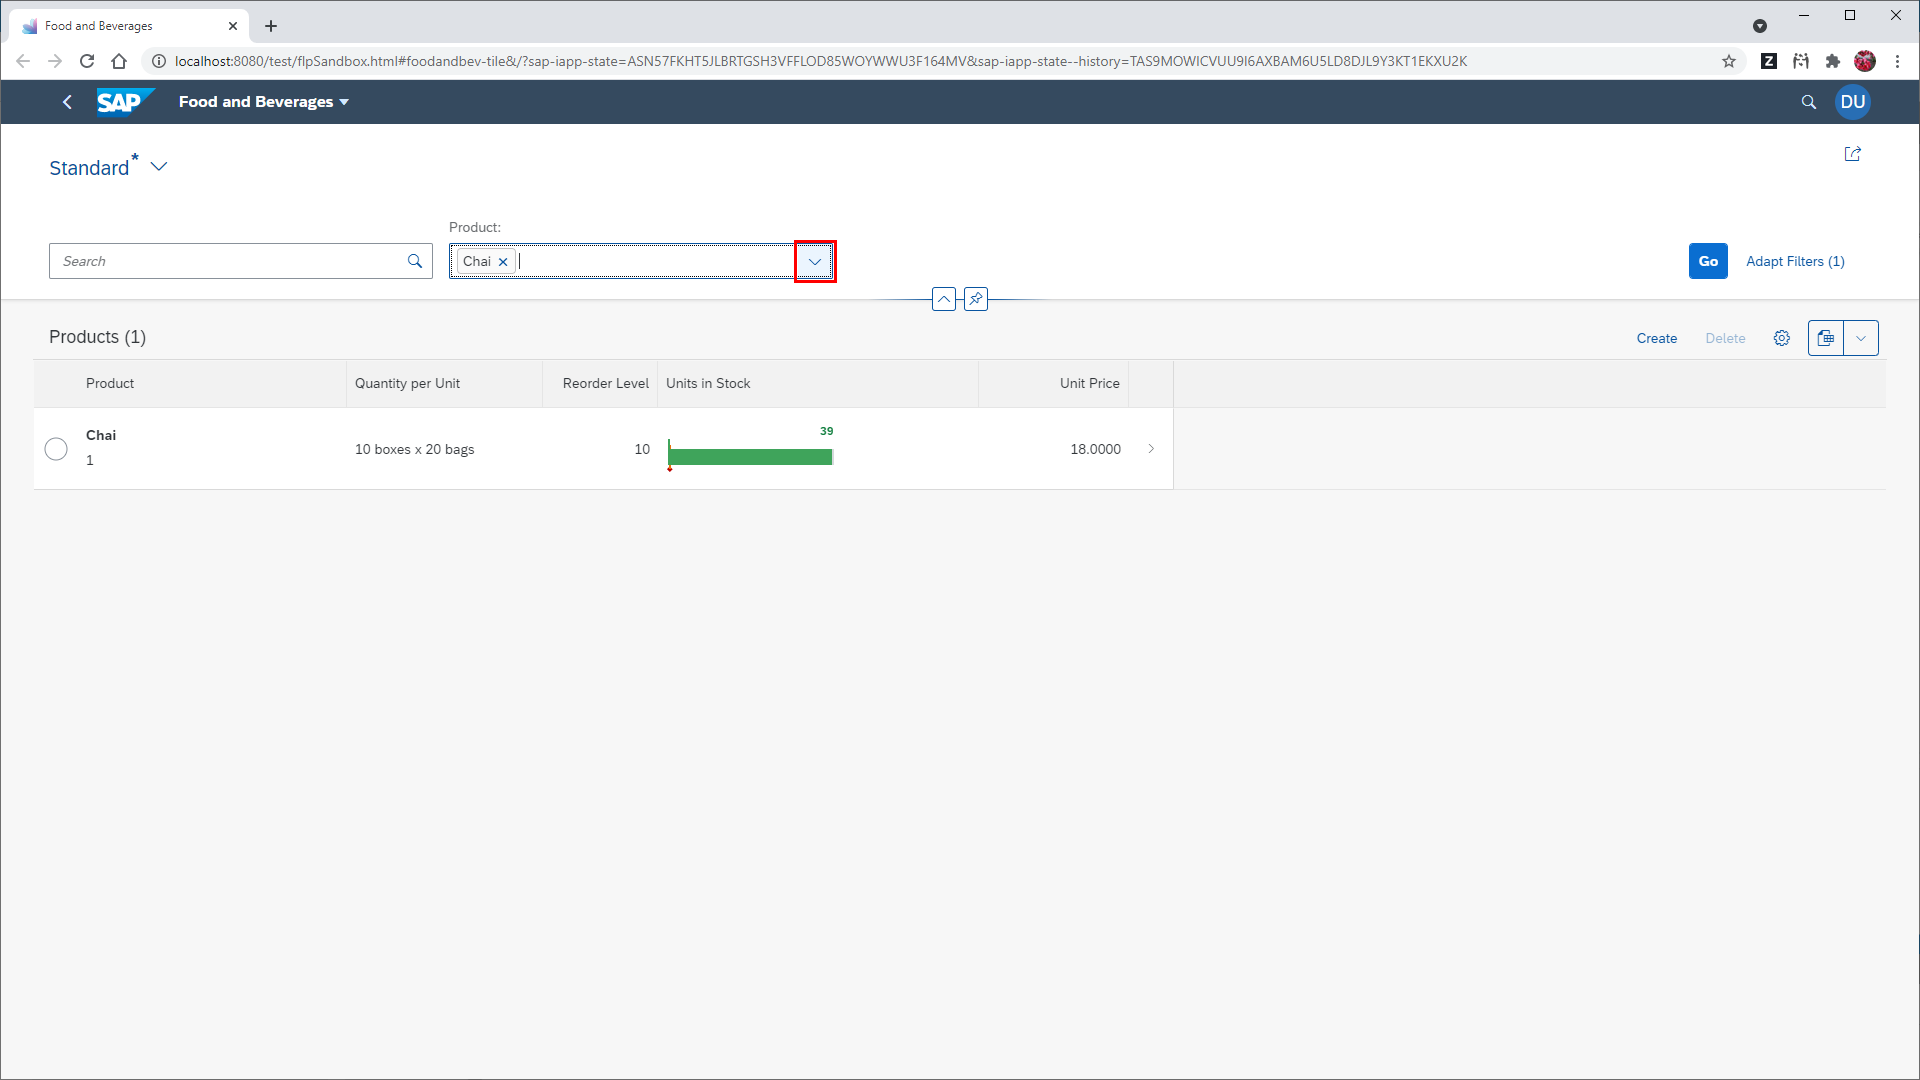 Food and Beverages
localhost:8080/test/flpSandbox.html#foodandbev-tile&/?sap-iapp-state=ASN57FKHT5JLBRTGSH3VFFLOD85WOYWWU3F164MV&sap-iapp-state--history=TAS9MOWICVUU9I6AXBAM6U5LD8DJL9Y3KT1EKXU2K
SAP Food and Beverages DU
Standard*
Product:
Search Chai Go Adapt Filters (1)
Products (1) Create Delete
Product Quantity per Unit Reorder Level Units in Stock Unit Price
Chai 39
10 boxes x 20 bags 10 18.0000
1